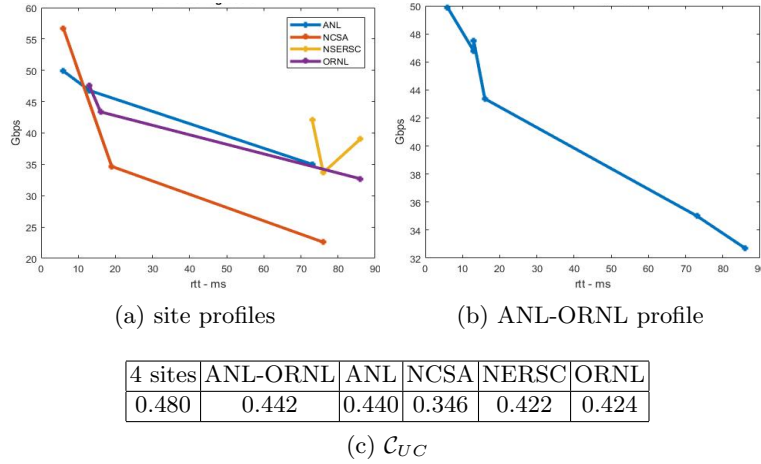 60
55
50
45
40
35
30
25
20
Gbps
0 10 20 30 40 50 60 70 80 90
rtt - ms
ANL
NCSA
NSERSC
ORNL
(a) site profiles
50
48
46
44
42
40
38
36
34
32
Gbps
0 10 20 30 40 50 60 70 80 90
rtt - ms
(b) ANL-ORNL profile
4 sites ANL-ORNL ANL NCSA NERSC ORNL
0.480 0.442 0.440 0.346 0.422 0.424
(c) C_UC